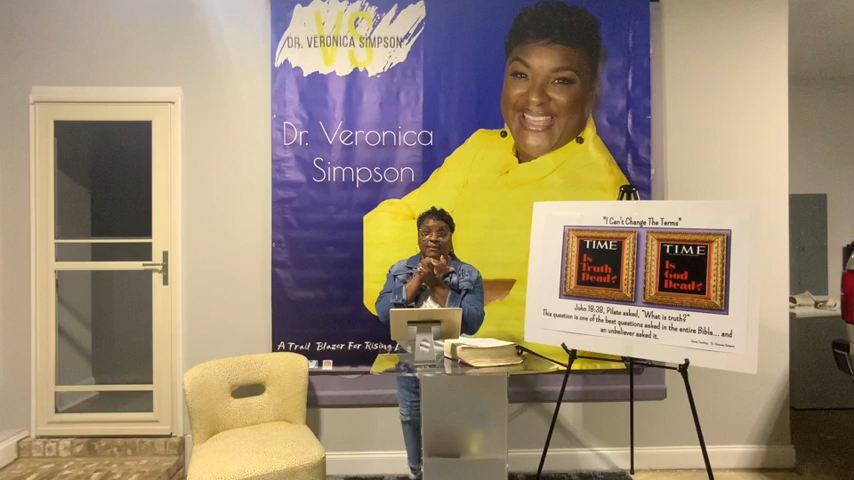 VS
DR. VERONICA SIMPSON
Dr. Veronica
Simpson
A Trail Blazer For Rising
"I Can't Change The Terms"
TIME
Is
Truth
Dead?
TIME
Is
God
Dead?
John 18:38, Pilate asked, "What is truth?"
This question is one of the best questions asked in the entire Bible.... and
an unbeliever asked it.